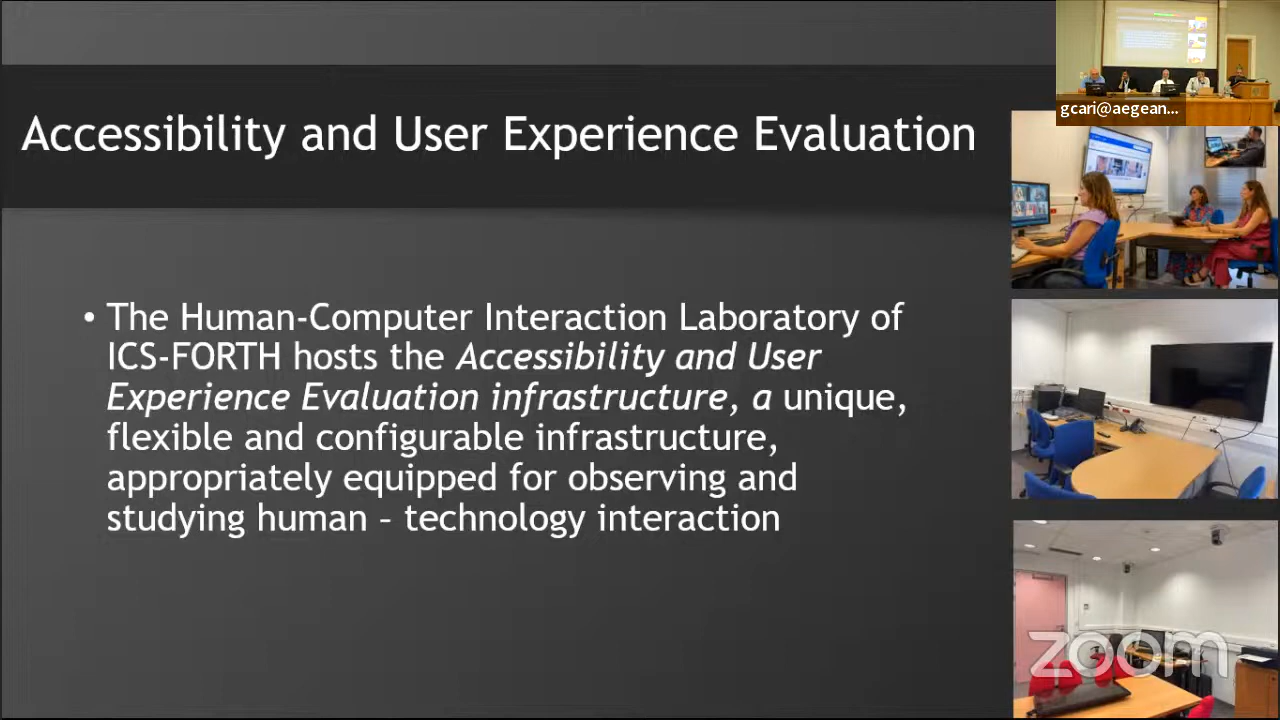 Accessibility and User Experience Evaluation
gcari@aegean...
• The Human-Computer Interaction Laboratory of
ICS-FORTH hosts the Accessibility and User
Experience Evaluation infrastructure, a unique,
flexible and configurable infrastructure,
appropriately equipped for observing and
studying human – technology interaction
zoom